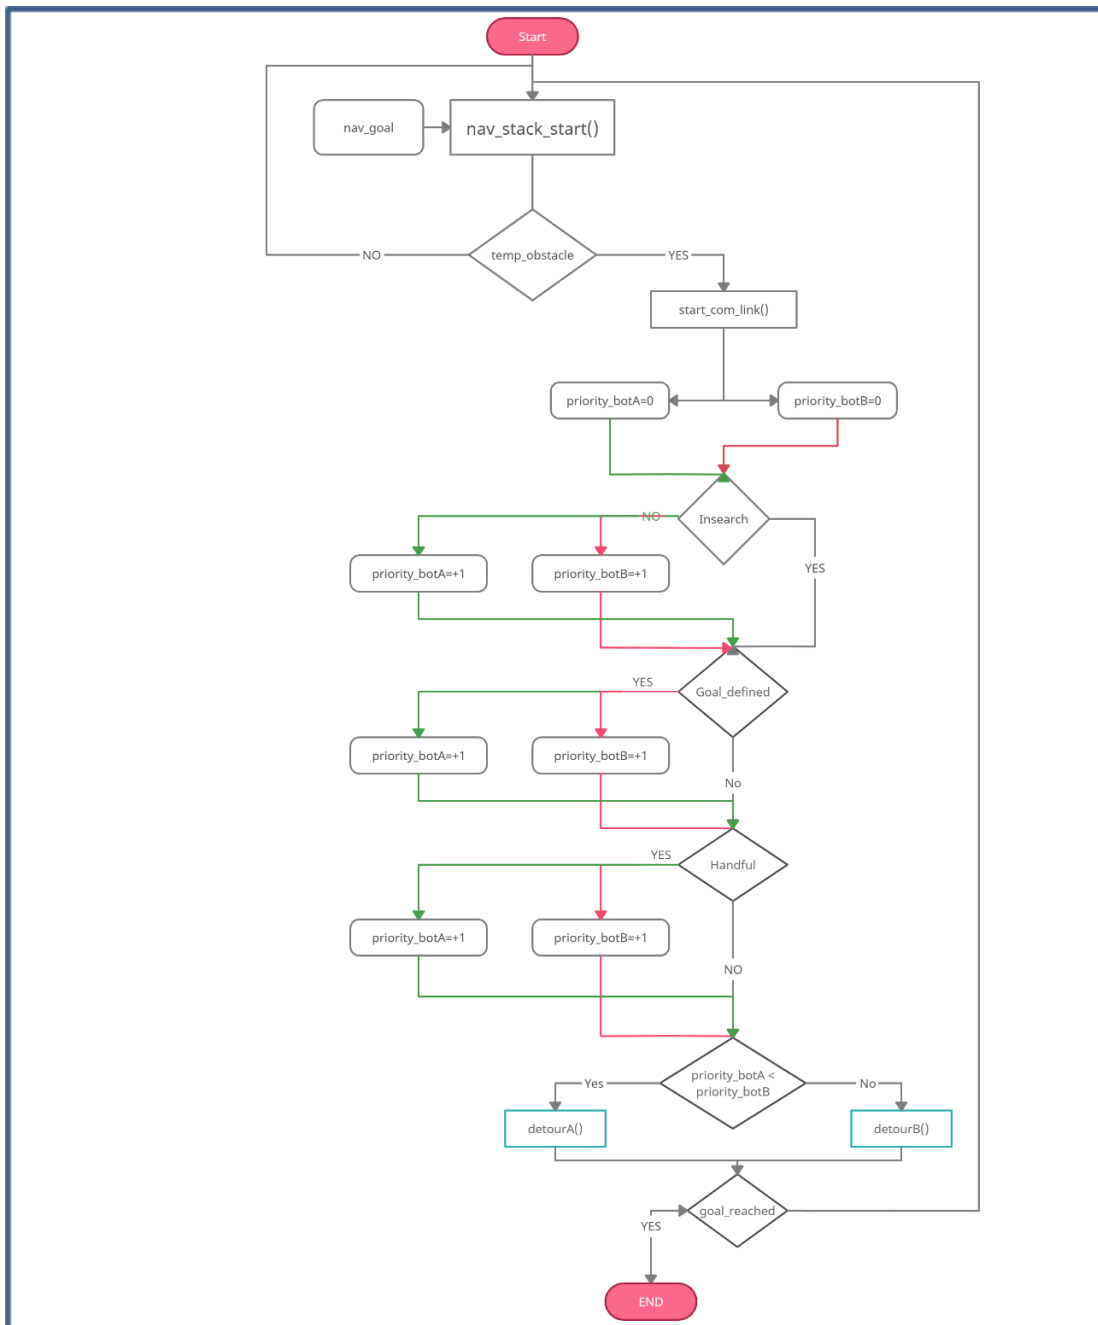 Start
nav_goal
nav_stack_start()
temp_obstacle
NO
YES
start_com_link()
priority_botA=0
priority_botB=0
Insearch
NO
YES
priority_botA=+1
priority_botB=+1
Goal_defined
YES
No
priority_botA=+1
priority_botB=+1
Handful
YES
NO
priority_botA=+1
priority_botB=+1
priority_botA <
priority_botB
Yes
No
detourA()
detourB()
goal_reached
YES
END